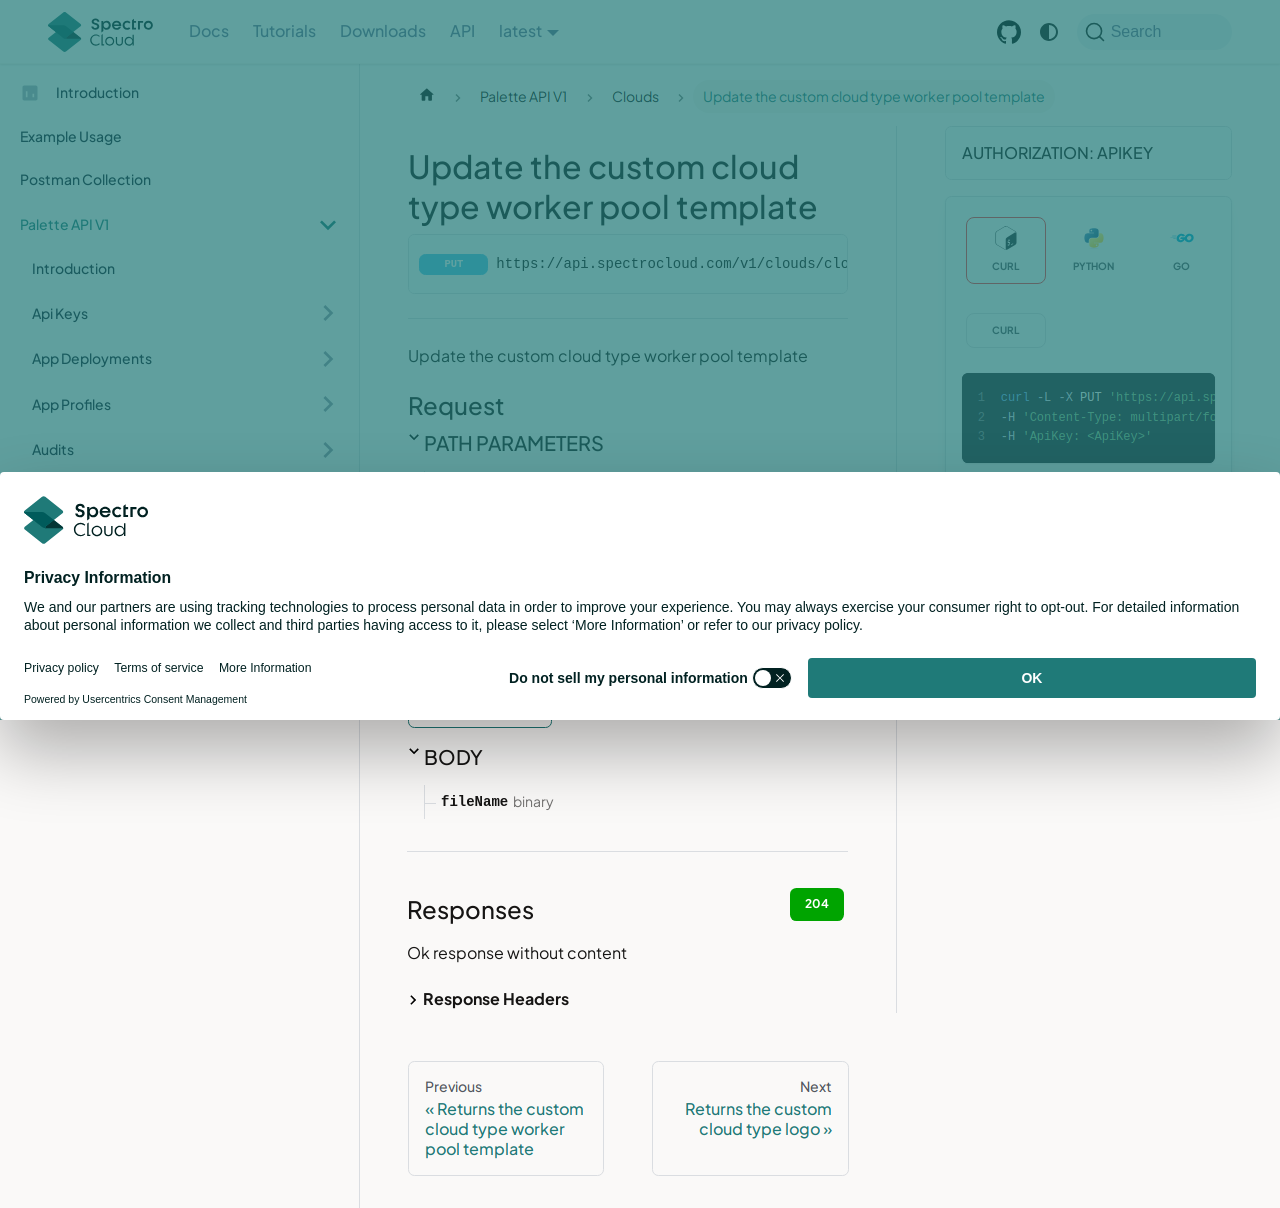 Spectro Cloud
Docs
Tutorials
Downloads
API
latest
Search
Introduction
Example Usage
Postman Collection
Palette API V1
Introduction
Api Keys
App Deployments
App Profiles
Audits
Palette API V1
Clouds
Update the custom cloud type worker pool template
Update the custom cloud
type worker pool template
PUT
https://api.spectrocloud.com/v1/clouds/clo
Update the custom cloud type worker pool template
Request
PATH PARAMETERS
AUTHORIZATION: APIKEY
CURL
PYTHON
GO
CURL
1 curl -L -X PUT 'https://api.sp
2 -H 'Content-Type: multipart/fo
3 -H 'ApiKey: <ApiKey>'
Spectro
Cloud
Privacy Information
We and our partners are using tracking technologies to process personal data in order to improve your experience. You may always exercise your consumer right to opt-out. For detailed information
about personal information we collect and third parties having access to it, please select ‘More Information’ or refer to our privacy policy.
Privacy policy
Terms of service
More Information
Do not sell my personal information
OK
Powered by Usercentrics Consent Management
BODY
fileName binary
Responses
204
Ok response without content
Response Headers
Previous
« Returns the custom
cloud type worker
pool template
Next
Returns the custom
cloud type logo »